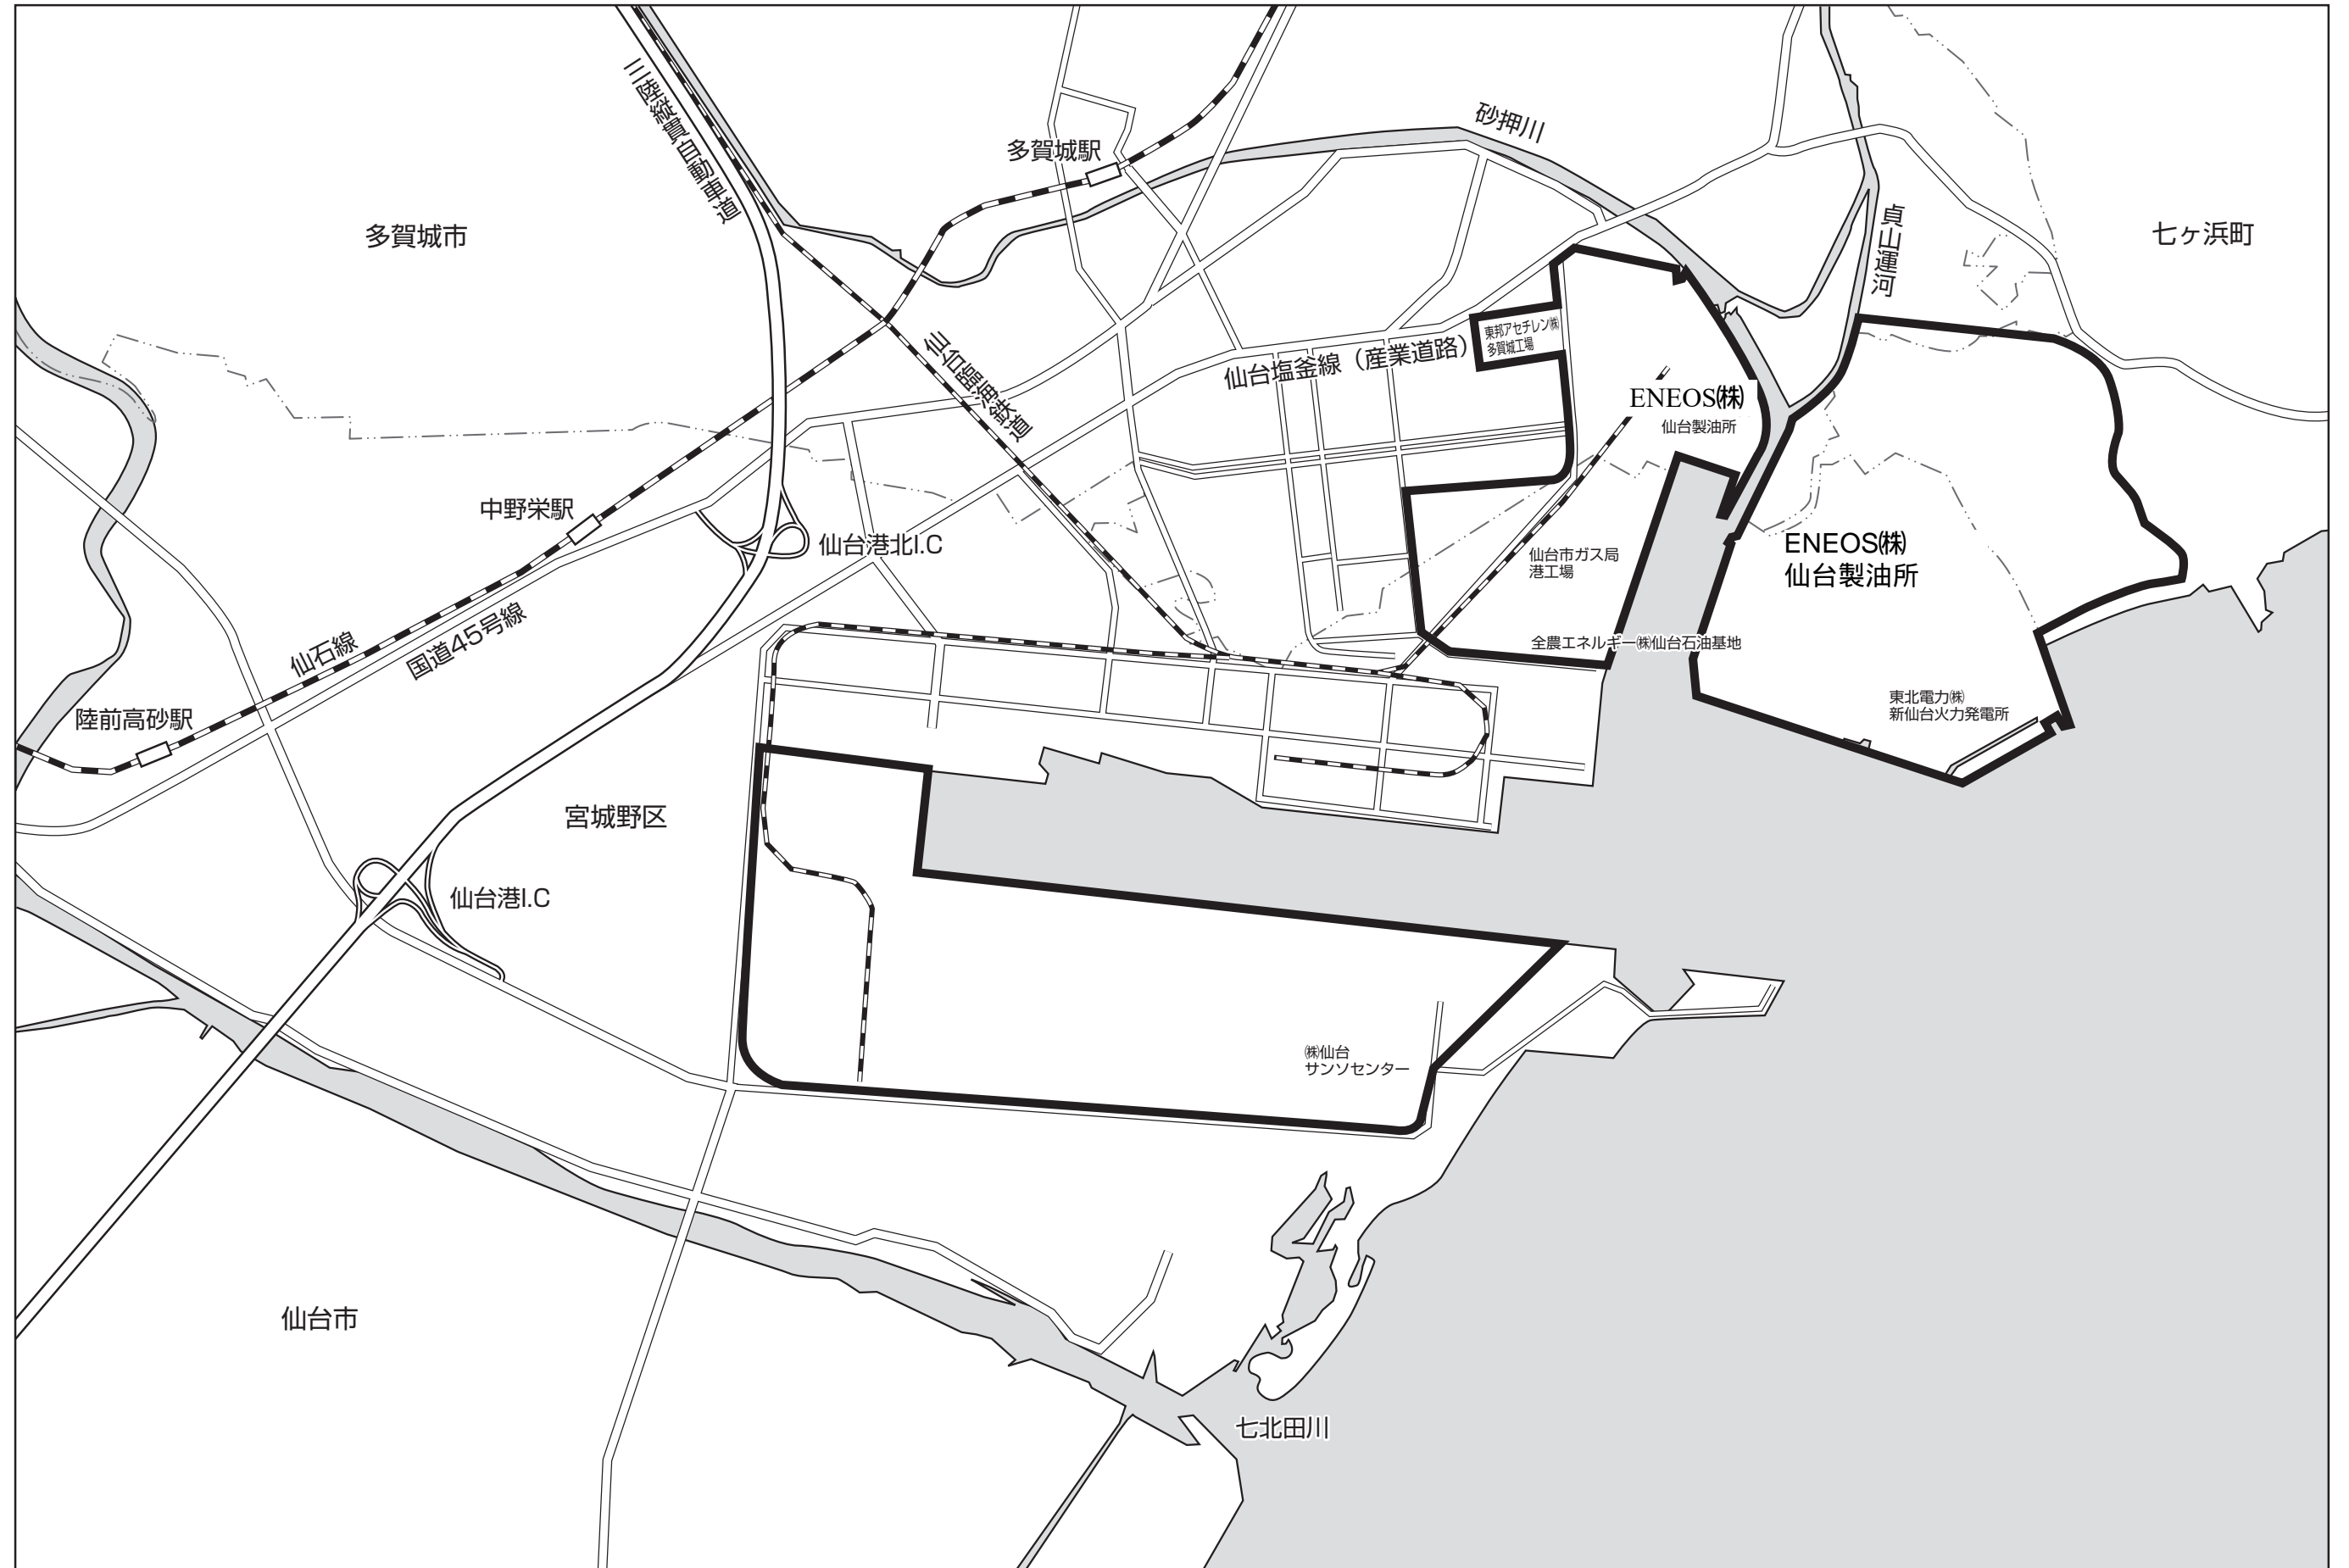 三陸縦貫自動車道
砂押川
多賀城駅
多賀城市
貞山運河
七ヶ浜町
東邦アセチレン㈱
多賀城工場
仙台塩釜線（産業道路）
仙台臨海鉄道
ENEOS㈱
仙台製油所
中野栄駅
仙台港北I.C
仙台市ガス局
港工場
ENEOS㈱
仙台製油所
仙石線
国道45号線
全農エネルギー㈱仙台石油基地
陸前高砂駅
東北電力㈱
新仙台火力発電所
宮城野区
仙台港I.C
㈱仙台
サンソセンター
仙台市
七北田川